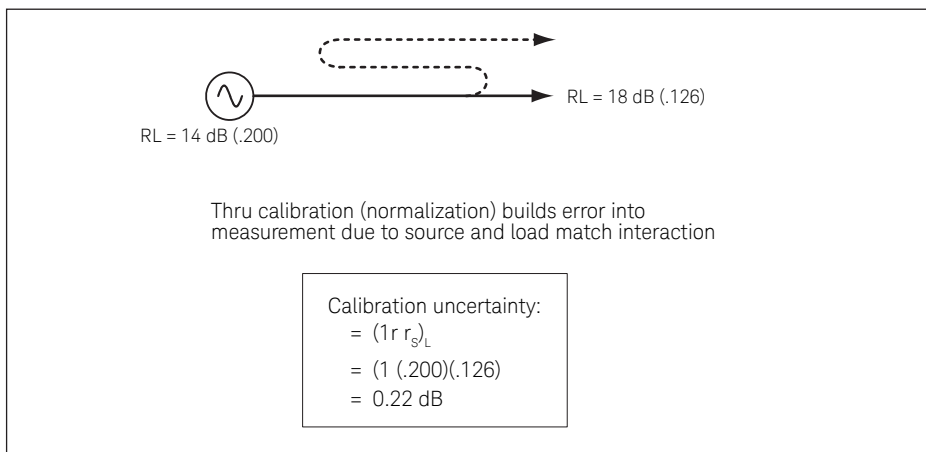 RL = 18 dB (.126)
RL = 14 dB (.200)
Thru calibration (normalization) builds error into
measurement due to source and load match interaction
Calibration uncertainty:
= (1r r_S)_L
= (1 (.200)(.126)
= 0.22 dB